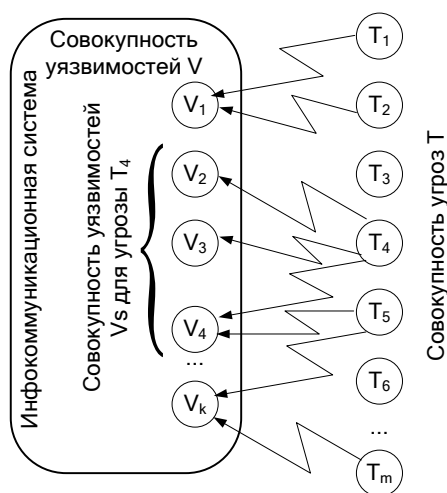 Совокупность
уязвимостей V
Инфокоммуникационная система
Совокупность уязвимостей
Vs для угрозы T4
V1
V2
V3
V4
...
Vk
T1
T2
T3
T4
T5
T6
...
Tm
Совокупность угроз T